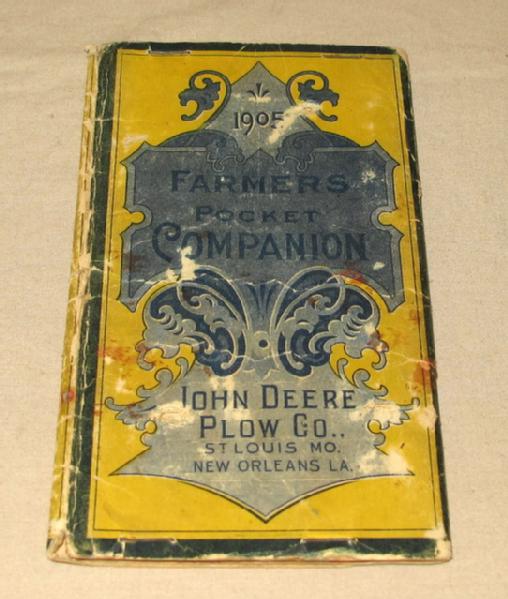 1905
FARMERS
POCKET
COMPANION
JOHN DEERE
PLOW CO..
ST LOUIS MO.
NEW ORLEANS LA.